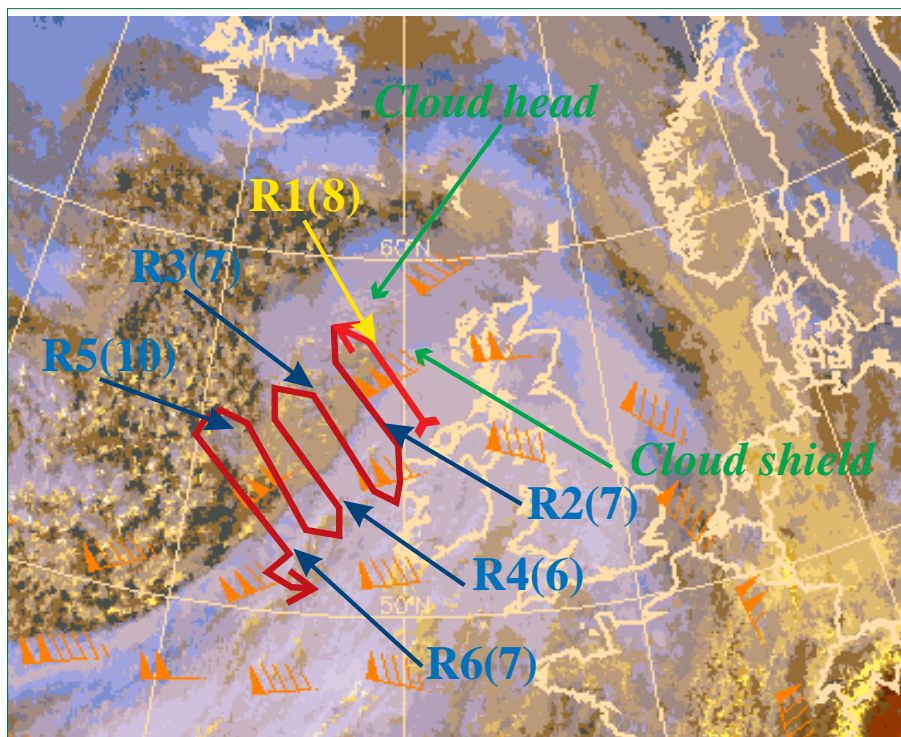 Cloud head
R1(8)
60°N
R3(7)
R5(10)
Cloud shield
R2(7)
R4(6)
50°N
R6(7)